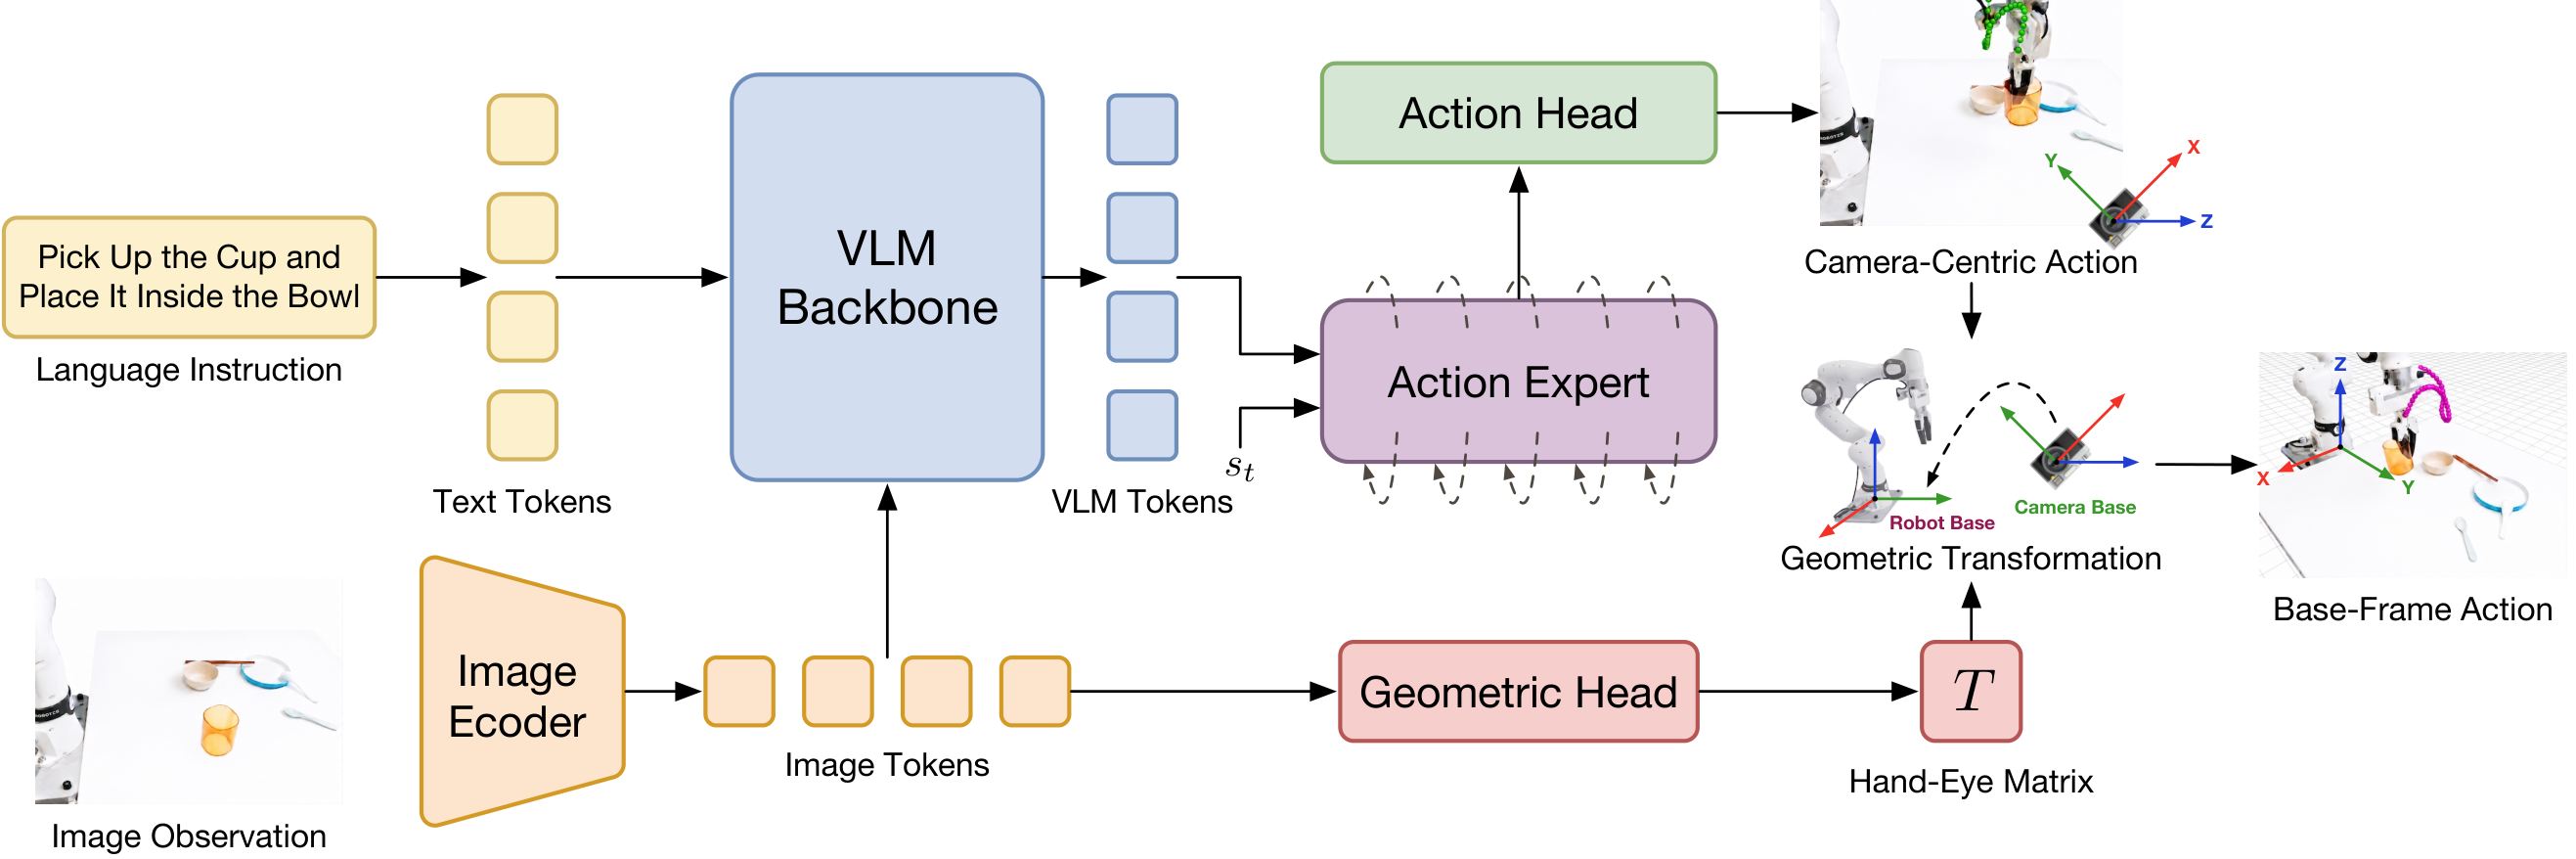 Pick Up the Cup and
Place It Inside the Bowl
Language Instruction
Text Tokens
VLM
Backbone
VLM Tokens
s_t
Action Head
Action Expert
X
Y
Z
Camera-Centric Action
Robot Base
Camera Base
Geometric Transformation
Z
X
Y
Base-Frame Action
Image Observation
Image
Ecoder
Image Tokens
Geometric Head
T
Hand-Eye Matrix